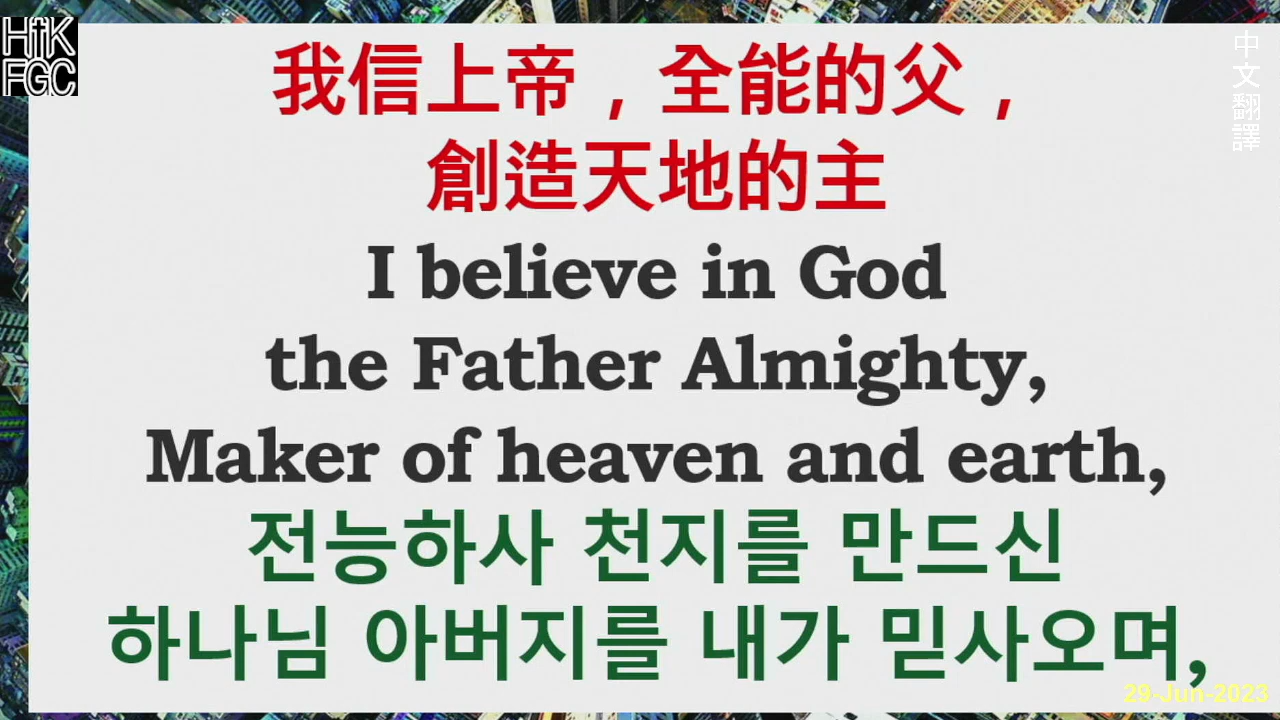 HfK
FGC
中文翻譯
我信上帝，全能的父，
創造天地的主
I believe in God
the Father Almighty,
Maker of heaven and earth,
전능하사 천지를 만드신
하나님 아버지를 내가 믿사오며,
29-Jun-2023